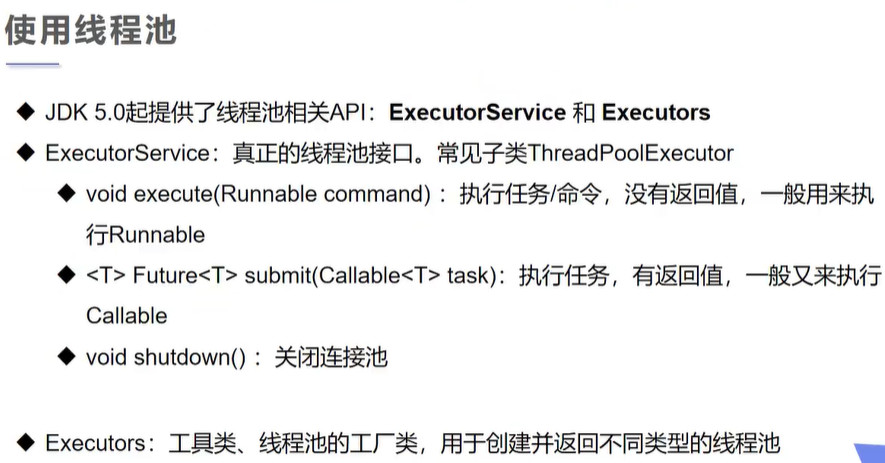 使用线程池
◆ JDK 5.0起提供了线程池相关API：ExecutorService 和 Executors
◆ ExecutorService：真正的线程池接口。常见子类ThreadPoolExecutor
◆ void execute(Runnable command) ：执行任务/命令，没有返回值，一般用来执
行Runnable
◆ <T> Future<T> submit(Callable<T> task)：执行任务，有返回值，一般又来执行
Callable
◆ void shutdown() ：关闭连接池
◆ Executors：工具类、线程池的工厂类，用于创建并返回不同类型的线程池